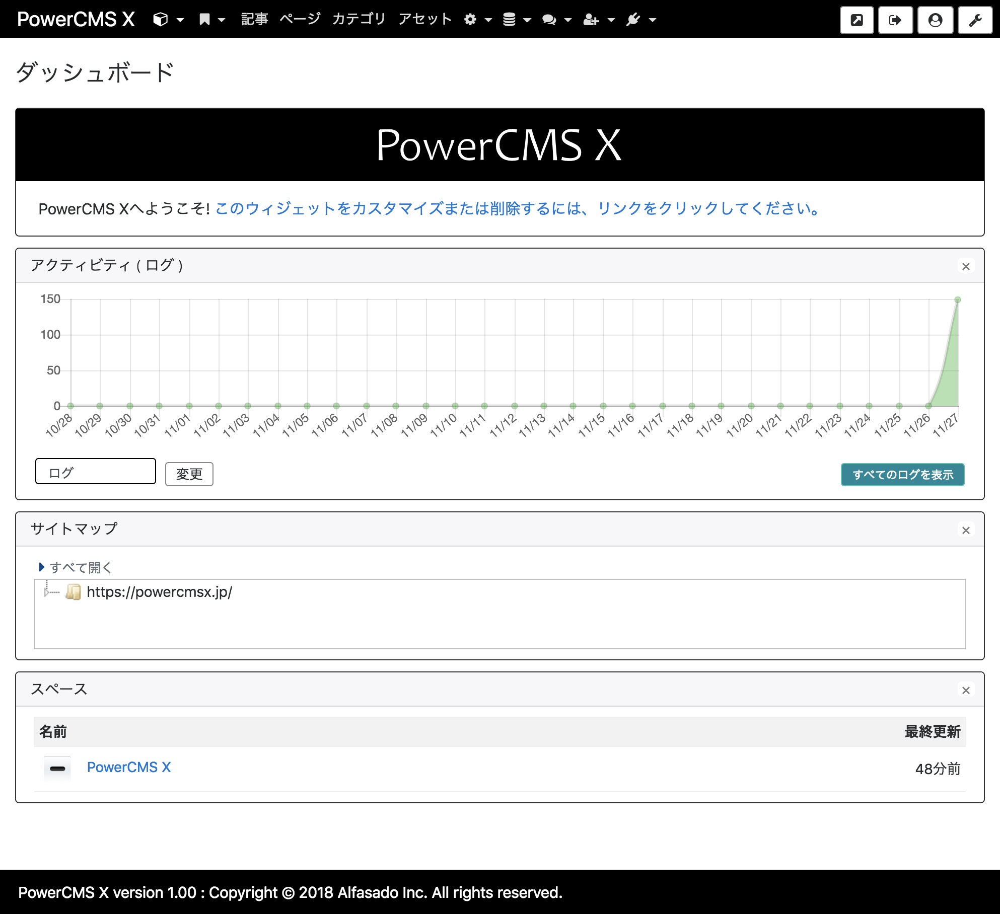 PowerCMS X 記事 ページ カテゴリ アセット
ダッシュボード
PowerCMS X
PowerCMS Xへようこそ! このウィジェットをカスタマイズまたは削除するには、リンクをクリックしてください。
アクティビティ ( ログ )
×
150
100
50
0
10/28 10/29 10/30 10/31 11/01 11/02 11/03 11/04 11/05 11/06 11/07 11/08 11/09 11/10 11/11 11/12 11/13 11/14 11/15 11/16 11/17 11/18 11/19 11/20 11/21 11/22 11/23 11/24 11/25 11/26 11/27
ログ 変更 すべてのログを表示
サイトマップ
×
すべて開く
https://powercmsx.jp/
スペース
×
名前 最終更新
PowerCMS X 48分前
PowerCMS X version 1.00 : Copyright © 2018 Alfasado Inc. All rights reserved.